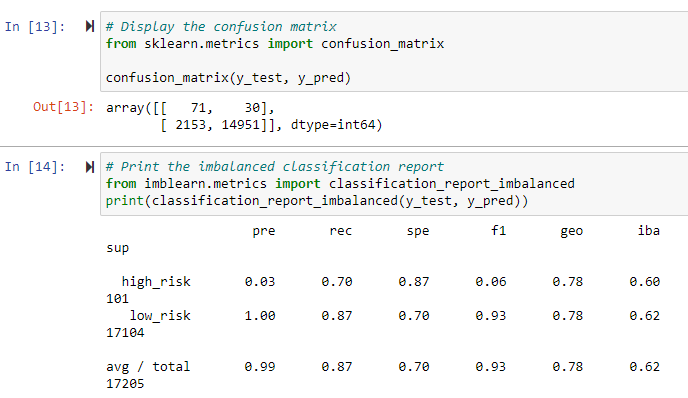 In [13]: # Display the confusion matrix
from sklearn.metrics import confusion_matrix
confusion_matrix(y_test, y_pred)
Out[13]: array([[   71,    30],
       [ 2153, 14951]], dtype=int64)
In [14]: # Print the imbalanced classification report
from imblearn.metrics import classification_report_imbalanced
print(classification_report_imbalanced(y_test, y_pred))
pre rec spe f1 geo iba
sup
high_risk 0.03 0.70 0.87 0.06 0.78 0.60
101
low_risk 1.00 0.87 0.70 0.93 0.78 0.62
17104
avg / total 0.99 0.87 0.70 0.93 0.78 0.62
17205